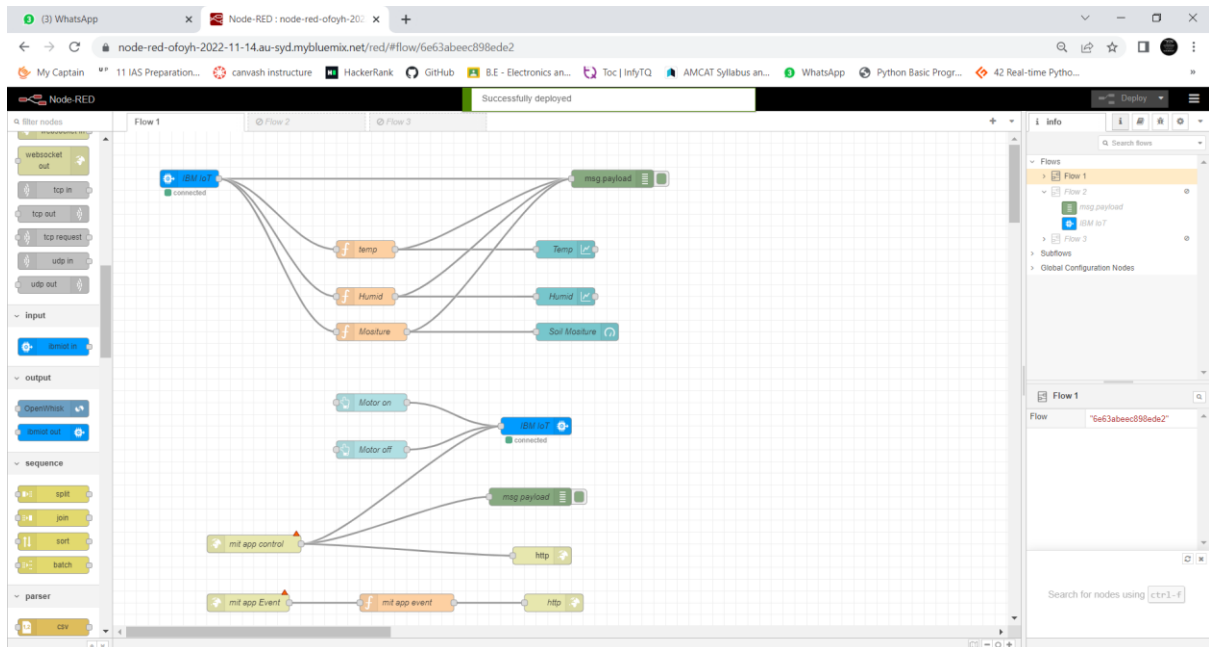 (3) WhatsApp
Node-RED : node-red-ofoyh-202
node-red-ofoyh-2022-11-14.au-syd.mybluemix.net/red/#flow/6e63abeec898ede2
My Captain
UP 11 IAS Preparation...
canvash instructure
HackerRank
GitHub
B.E - Electronics an...
Toc | InfyTQ
AMCAT Syllabus an...
WhatsApp
Python Basic Progr...
42 Real-time Pytho...
Node-RED
Successfully deployed
Deploy
filter nodes
Flow 1
Flow 2
Flow 3
i info
Search flows
websocket in
websocket
out
tcp in
tcp out
tcp request
udp in
udp out
input
ibmiot in
output
OpenWhisk
ibmiot out
sequence
split
join
sort
batch
parser
csv
IBM IoT
connected
msg.payload
temp
Temp
Humid
Humid
Mositure
Soil Mositure
Motor on
IBM IoT
connected
Motor off
msg.payload
mit app control
http
mit app Event
mit app event
http
Flows
Flow 1
Flow 2
msg.payload
IBM IoT
Flow 3
Subflows
Global Configuration Nodes
Flow 1
Flow "6e63abeec898ede2"
Search for nodes using ctrl-f